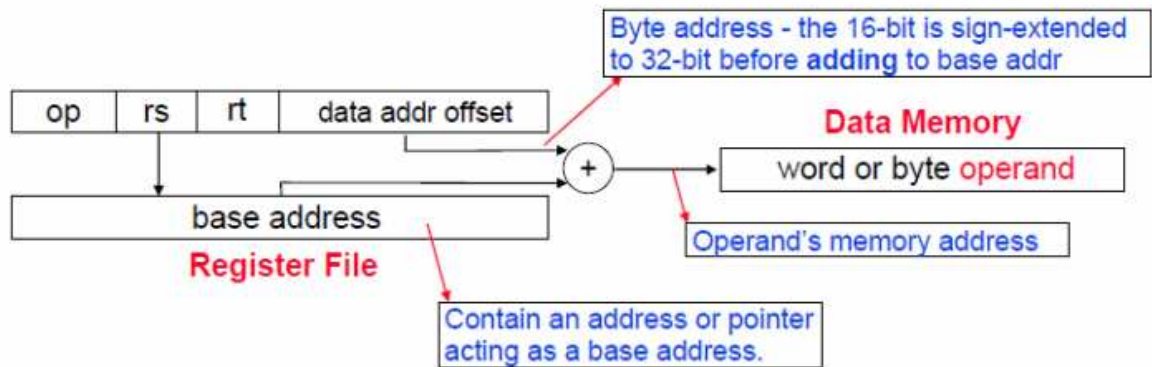 Byte address - the 16-bit is sign-extended
to 32-bit before adding to base addr
op rs rt data addr offset
Data Memory
+
word or byte operand
base address
Operand's memory address
Register File
Contain an address or pointer
acting as a base address.